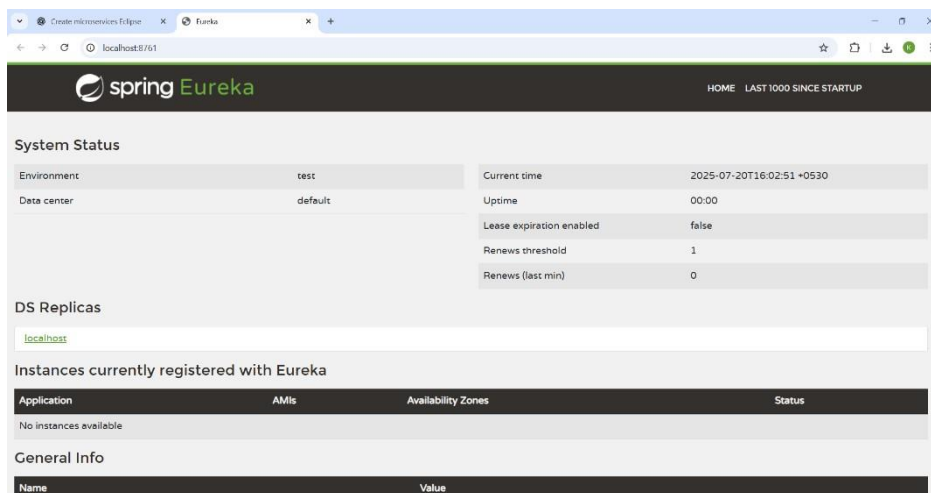 Create microservices Eclipse
Eureka
localhost:8761
spring Eureka
HOME LAST 1000 SINCE STARTUP
System Status
Environment test
Data center default
Current time 2025-07-20T16:02:51 +0530
Uptime 00:00
Lease expiration enabled false
Renews threshold 1
Renews (last min) 0
DS Replicas
localhost
Instances currently registered with Eureka
Application AMIs Availability Zones Status
No instances available
General Info
Name Value